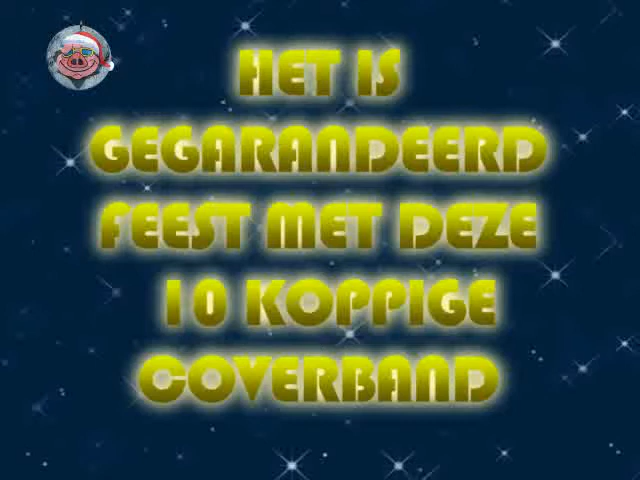 HET IS
GEGARANDEERD
FEEST MET DEZE
10 KOPPIGE
COVERBAND